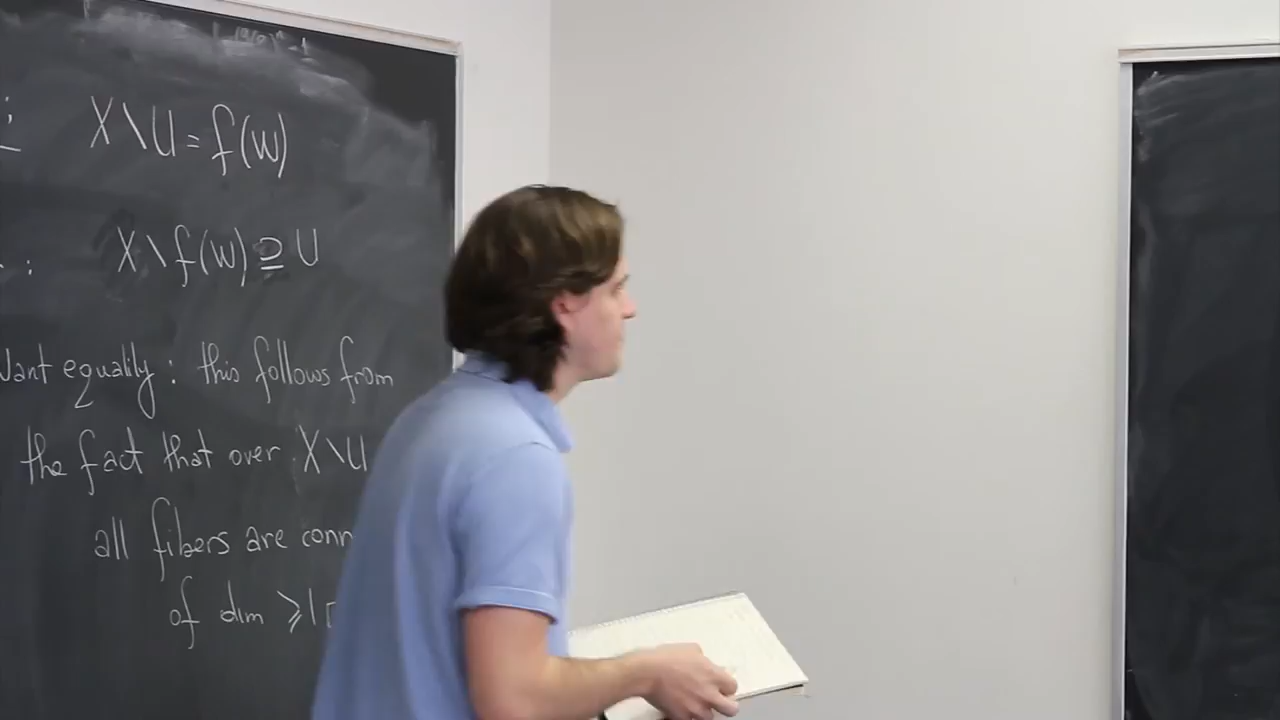 : X \ U = f(W)
: X \ f(W) ⊇ U
Want equality : this follows from
the fact that over X \ U
all fibers are conn
of dim ⩾ 1